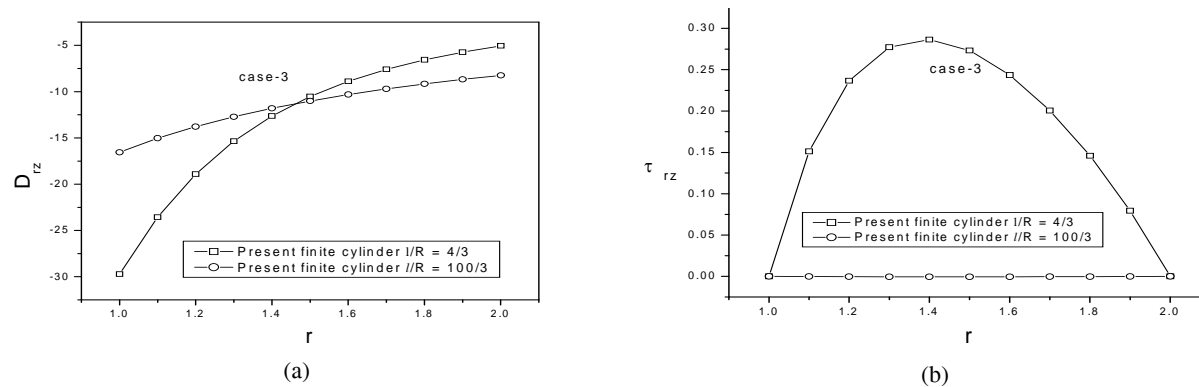 -5
-10
-15
-20
-25
-30
D rz
case-3
Present finite cylinder l/R = 4/3
Present finite cylinder l/R = 100/3
1.0 1.2 1.4 1.6 1.8 2.0
r
(a)
0.30
0.25
0.20
0.15
0.10
0.05
0.00
τ rz
case-3
Present finite cylinder l/R = 4/3
Present finite cylinder l/R = 100/3
1.0 1.2 1.4 1.6 1.8 2.0
r
(b)